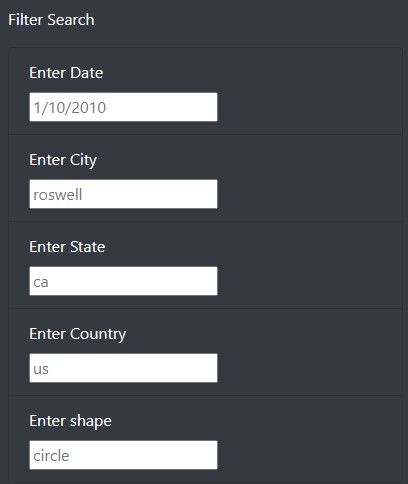 Filter Search
Enter Date
1/10/2010
Enter City
roswell
Enter State
ca
Enter Country
us
Enter shape
circle